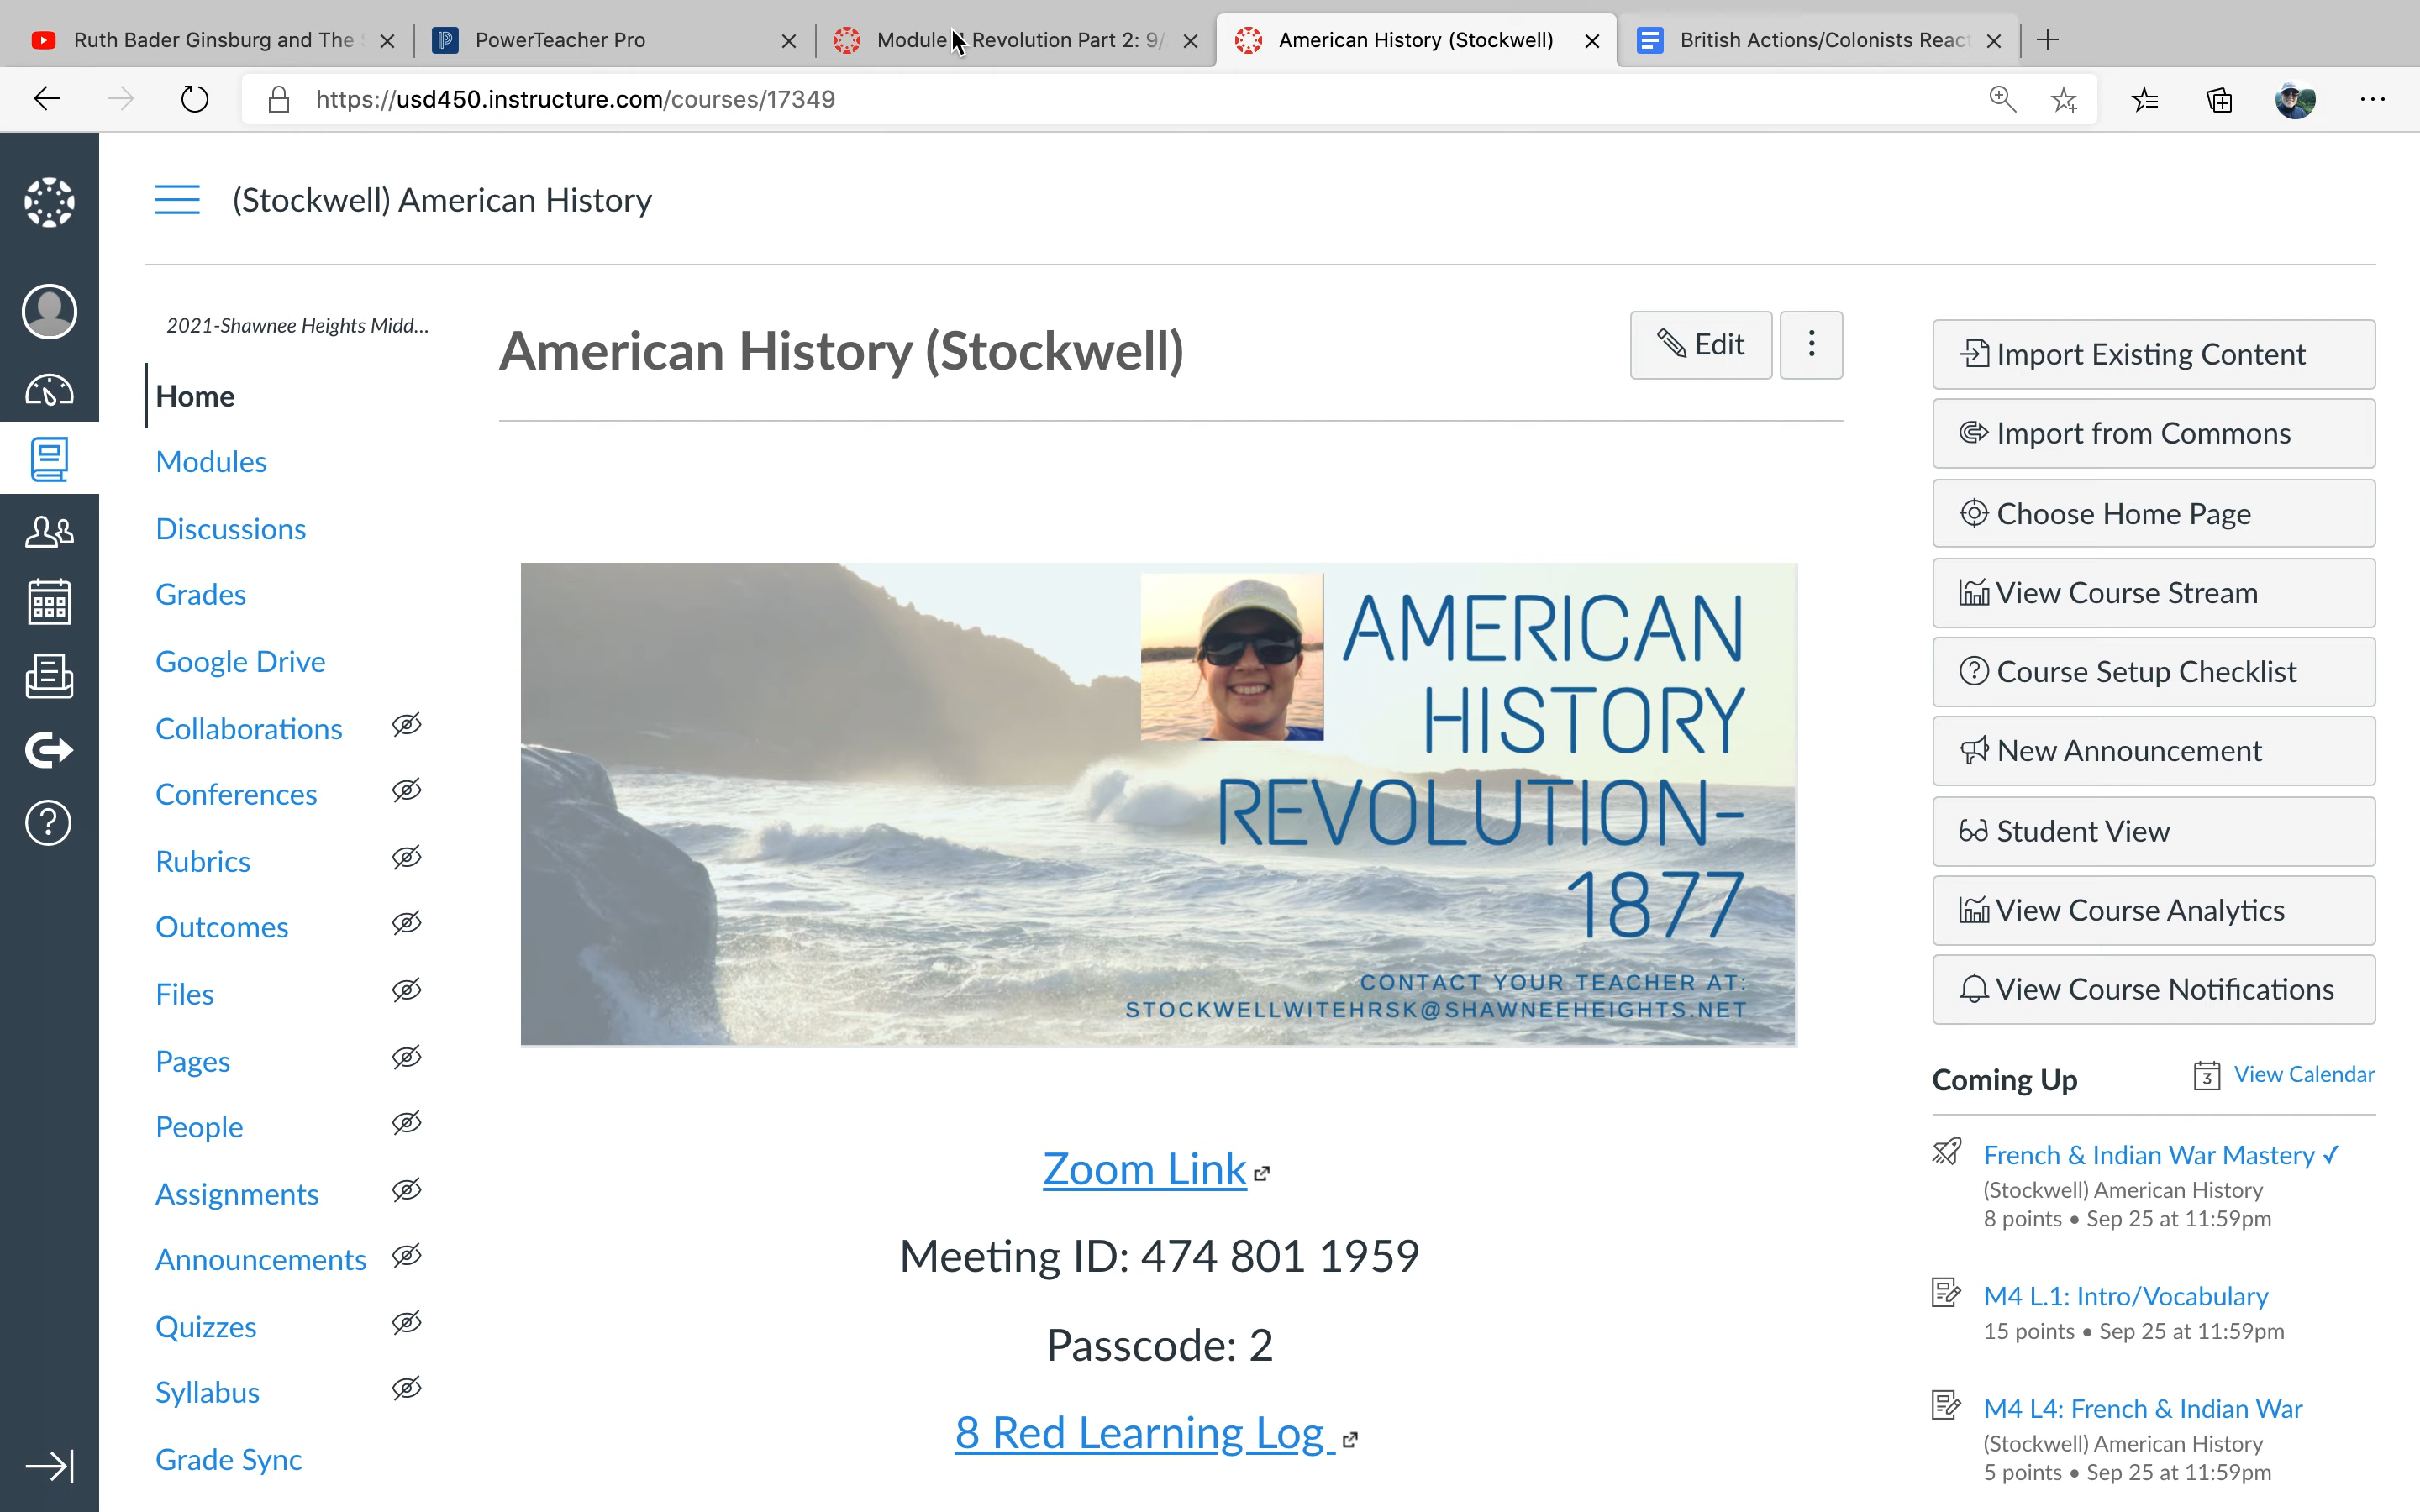 Ruth Bader Ginsburg and The
PowerTeacher Pro
Module Revolution Part 2: 9/
American History (Stockwell)
British Actions/Colonists React
https://usd450.instructure.com/courses/17349
(Stockwell) American History
2021-Shawnee Heights Midd...
Home
Modules
Discussions
Grades
Google Drive
Collaborations
Conferences
Rubrics
Outcomes
Files
Pages
People
Assignments
Announcements
Quizzes
Syllabus
Grade Sync
American History (Stockwell)
Edit
AMERICAN
HISTORY
REVOLUTION-
1877
CONTACT YOUR TEACHER AT:
STOCKWELLWITEHRSK@SHAWNEEHEIGHTS.NET
Zoom Link
Meeting ID: 474 801 1959
Passcode: 2
8 Red Learning Log
Import Existing Content
Import from Commons
Choose Home Page
View Course Stream
Course Setup Checklist
New Announcement
Student View
View Course Analytics
View Course Notifications
Coming Up
3 View Calendar
French & Indian War Mastery ✓
(Stockwell) American History
8 points • Sep 25 at 11:59pm
M4 L.1: Intro/Vocabulary
15 points • Sep 25 at 11:59pm
M4 L4: French & Indian War
(Stockwell) American History
5 points • Sep 25 at 11:59pm